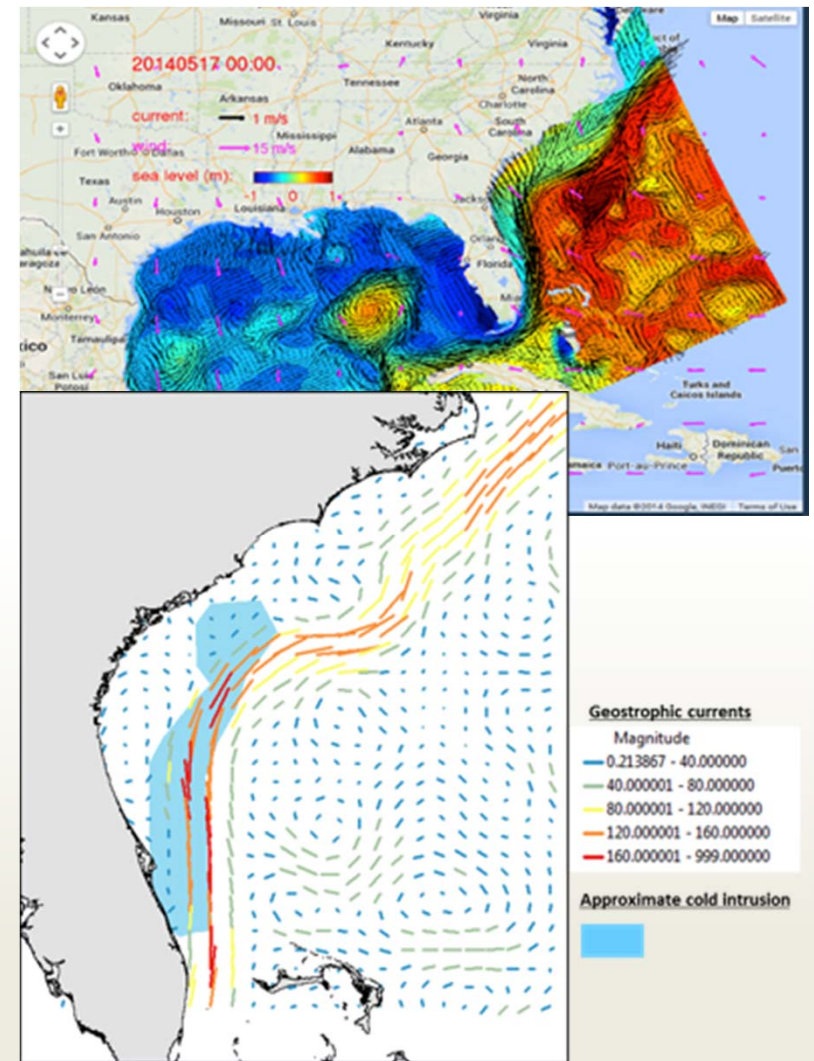 Kansas
Missouri St. Louis
Virginia
Delaware
Map Satellite
Kentucky
Virginia
20140517 00:00
Oklahoma
Tennessee
North
Carolina
Charlotte
Arkansas
current: 1 m/s
Atlanta
South
Carolina
Mississippi
Fort Worth Dallas
wind: 15 m/s
Alabama
Georgia
Texas
sea level (m):
-1 0 1
Austin
Houston
Louisiana
San Antonio
Florida
Nuevo León
Monterrey
Tamaulipas
San Luis
Potosí
Turks and
Caicos Islands
Haiti
Dominican
Republic
San
Port-au-Prince
Map data ©2014 Google, INEGI Terms of Use
Geostrophic currents
Magnitude
0.213867 - 40.000000
40.000001 - 80.000000
80.000001 - 120.000000
120.000001 - 160.000000
160.000001 - 999.000000
Approximate cold intrusion